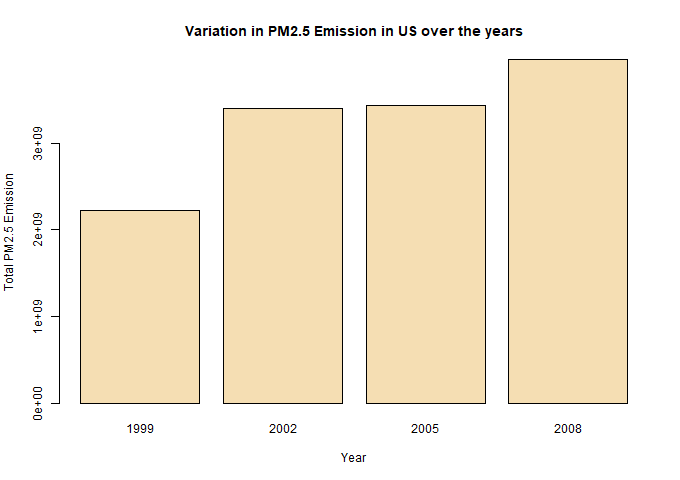 Variation in PM2.5 Emission in US over the years
Total PM2.5 Emission
3e+09
2e+09
1e+09
0e+00
1999 2002 2005 2008
Year